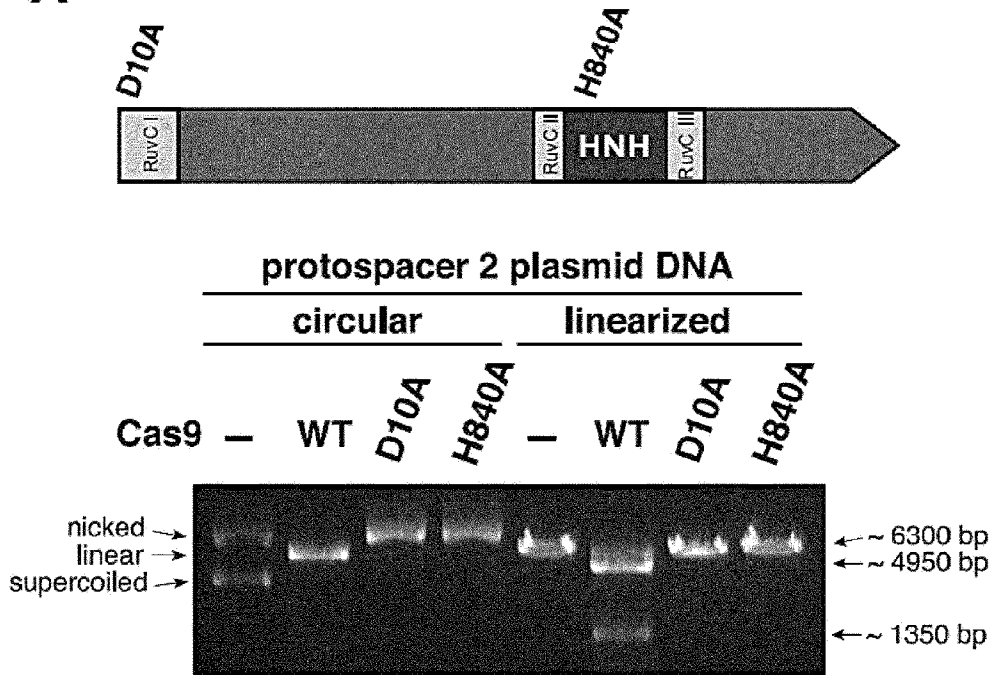 A
D10A
H840A
RuvC I
RuvC II
HNH
RuvC III
protospacer 2 plasmid DNA
circular linearized
Cas9 – WT D10A H840A – WT D10A H840A
nicked
linear
supercoiled
~ 6300 bp
~ 4950 bp
~ 1350 bp